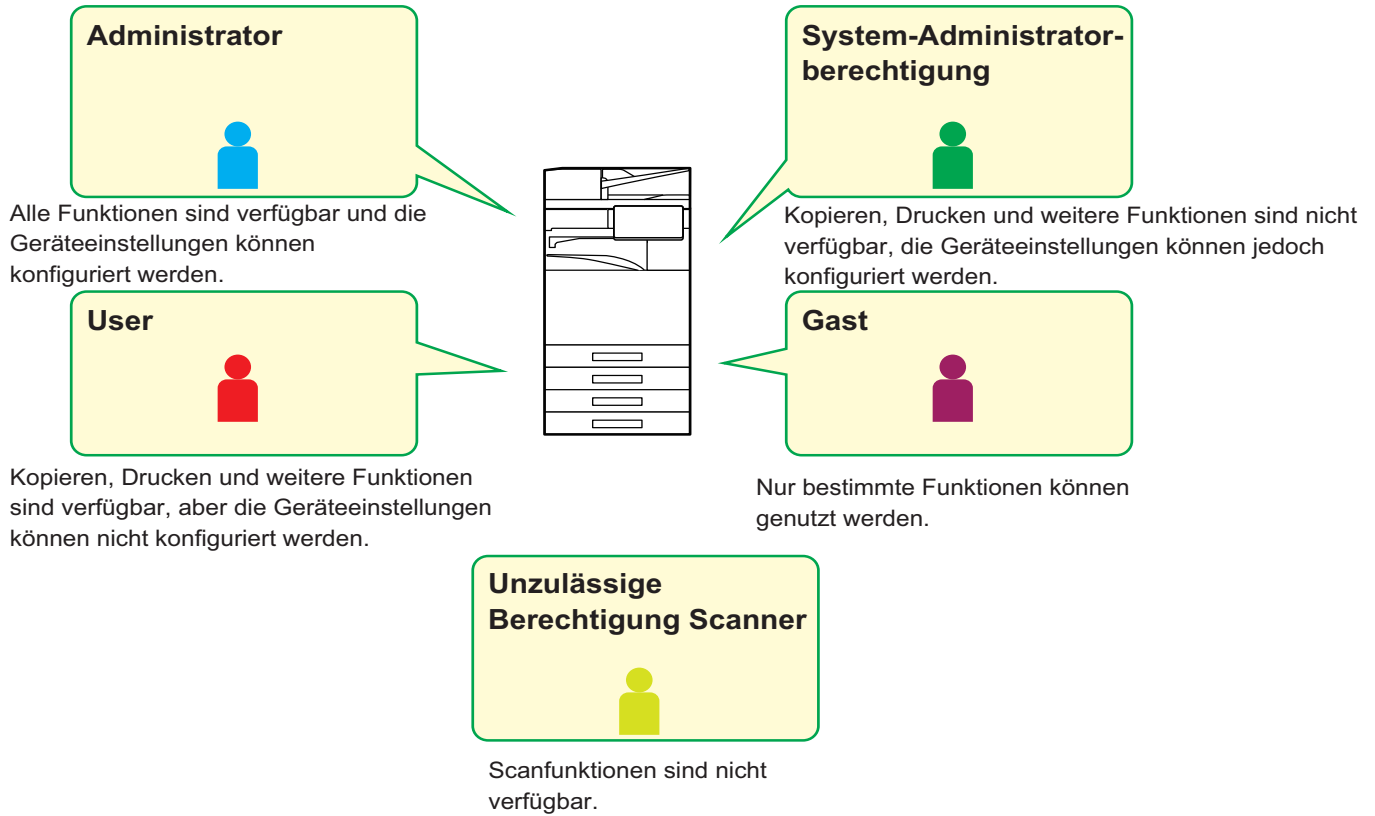 Administrator
Alle Funktionen sind verfügbar und die
Geräteeinstellungen können
konfiguriert werden.
System-Administrator-
berechtigung
Kopieren, Drucken und weitere Funktionen sind nicht
verfügbar, die Geräteeinstellungen können jedoch
konfiguriert werden.
User
Kopieren, Drucken und weitere Funktionen
sind verfügbar, aber die Geräteeinstellungen
können nicht konfiguriert werden.
Gast
Nur bestimmte Funktionen können
genutzt werden.
Unzulässige
Berechtigung Scanner
Scanfunktionen sind nicht
verfügbar.